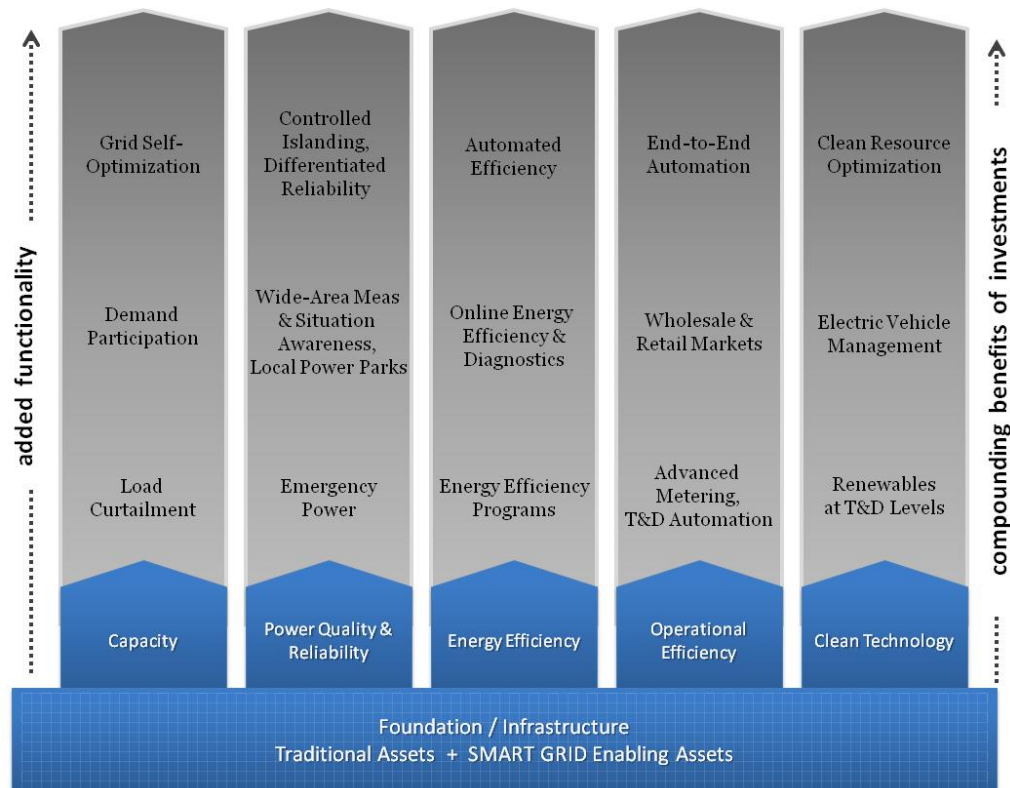 added functionality
Grid Self-
Optimization
Demand
Participation
Load
Curtailment
Capacity
Controlled
Islanding,
Differentiated
Reliability
Wide-Area Meas
& Situation
Awareness,
Local Power Parks
Emergency
Power
Power Quality &
Reliability
Automated
Efficiency
Online Energy
Efficiency &
Diagnostics
Energy Efficiency
Programs
Energy Efficiency
End-to-End
Automation
Wholesale &
Retail Markets
Advanced
Metering,
T&D Automation
Operational
Efficiency
Clean Resource
Optimization
Electric Vehicle
Management
Renewables
at T&D Levels
Clean Technology
compounding benefits of investments
Foundation / Infrastructure
Traditional Assets + SMART GRID Enabling Assets